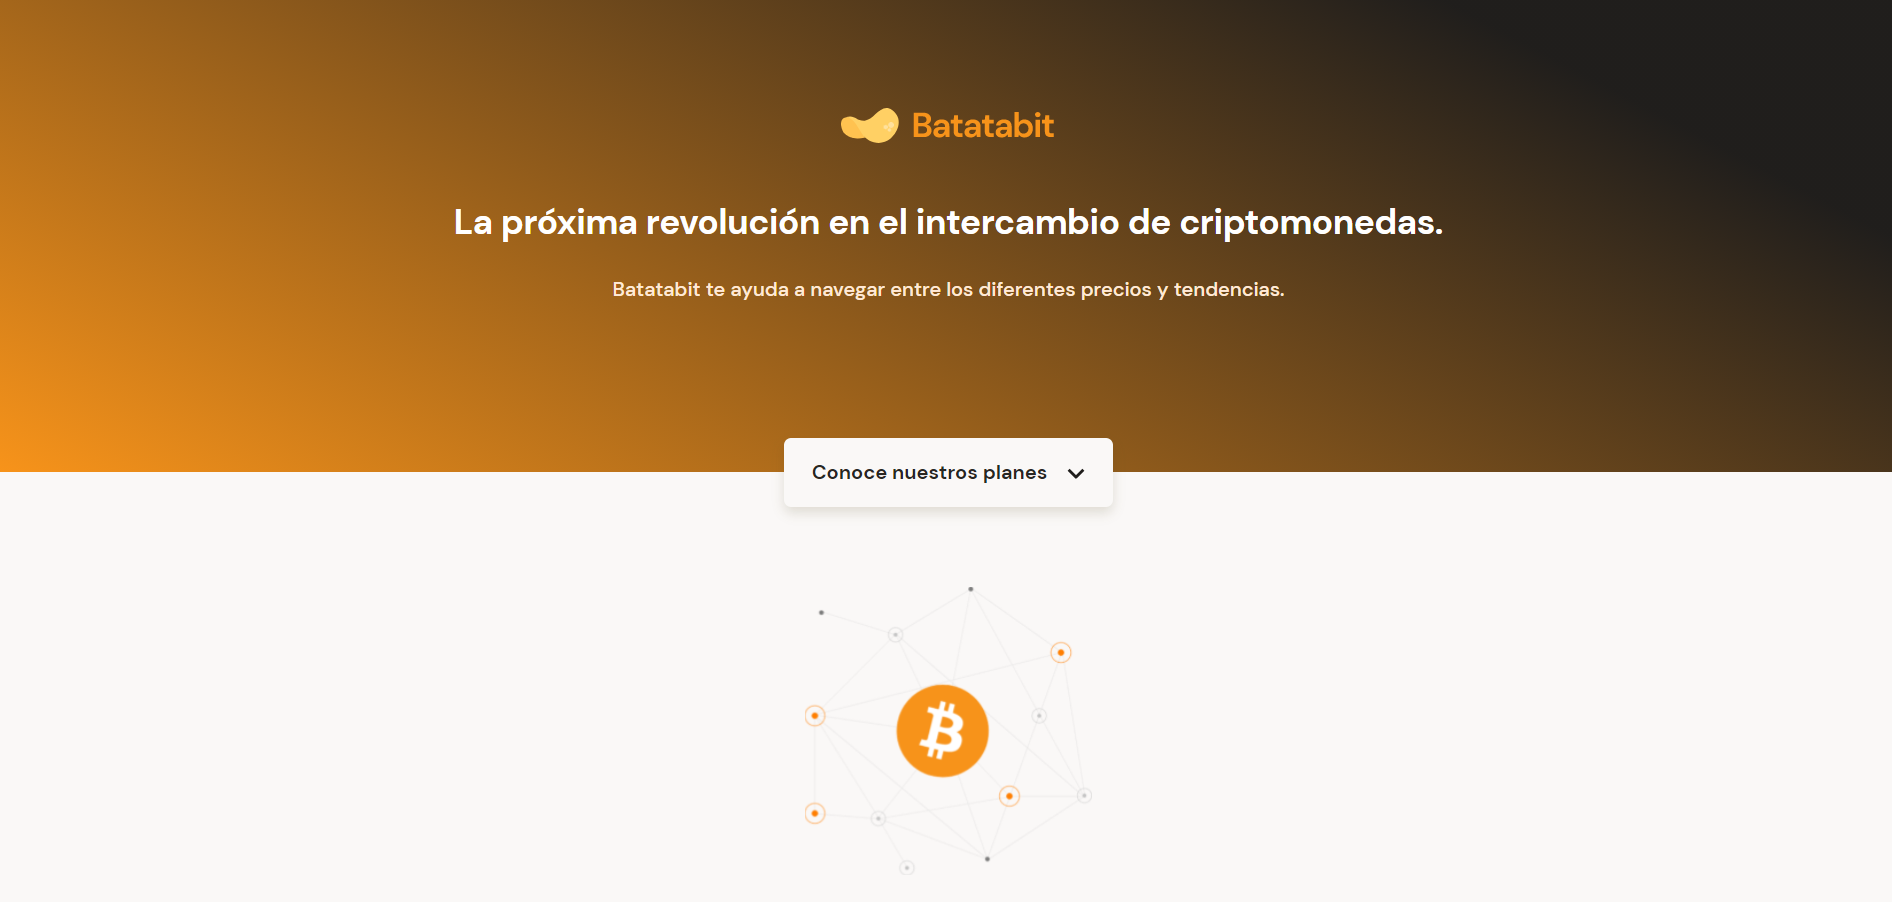 Batatabit
La próxima revolución en el intercambio de criptomonedas.
Batatabit te ayuda a navegar entre los diferentes precios y tendencias.
Conoce nuestros planes